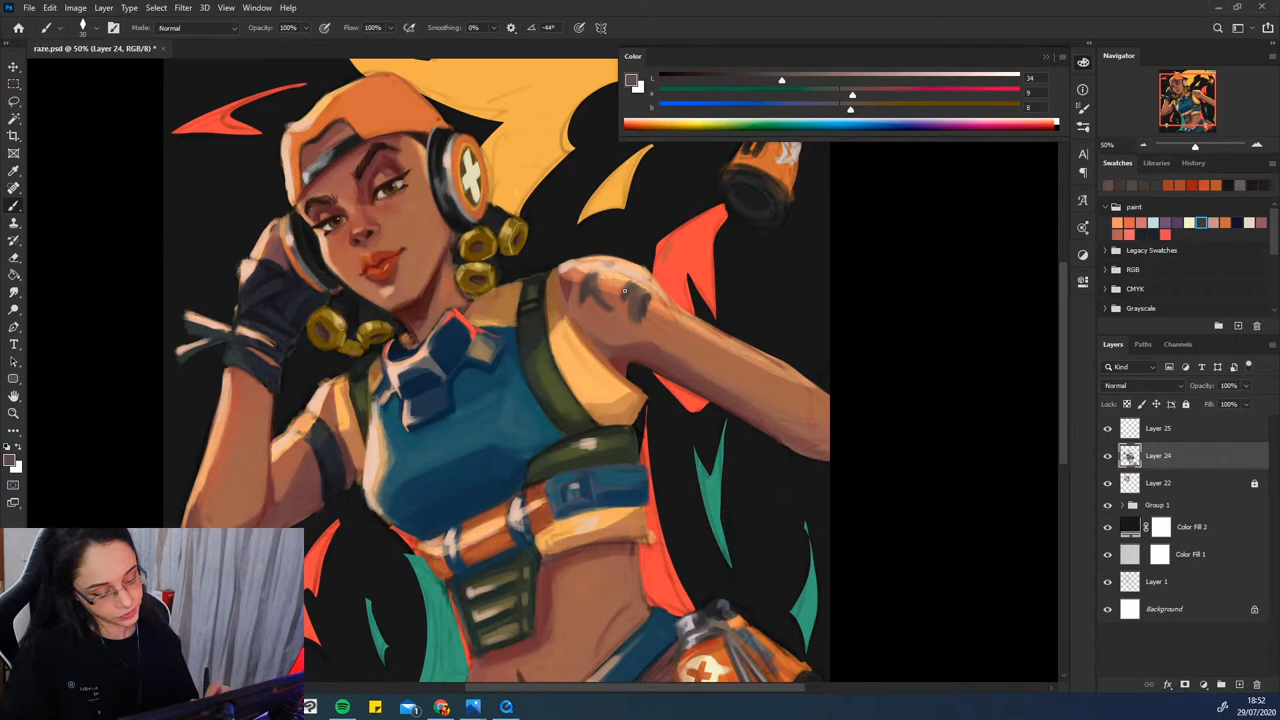 File Edit Image Layer Type Select Filter 3D View Window Help
Mode: Normal Opacity: 100% Flow: 100% Smoothing: 0% -44°
raze.psd @ 50% (Layer 24, RGB/8) *
Color
L 34
a 9
b 8
Navigator
50%
Swatches Libraries History
paint
Legacy Swatches
RGB
CMYK
Grayscale
Layers Paths Channels
Kind
Normal Opacity: 100%
Lock: Fill: 100%
Layer 25
Layer 24
Layer 22
Group 1
Color Fill 2
Color Fill 1
Layer 1
Background
18:52
29/07/2020